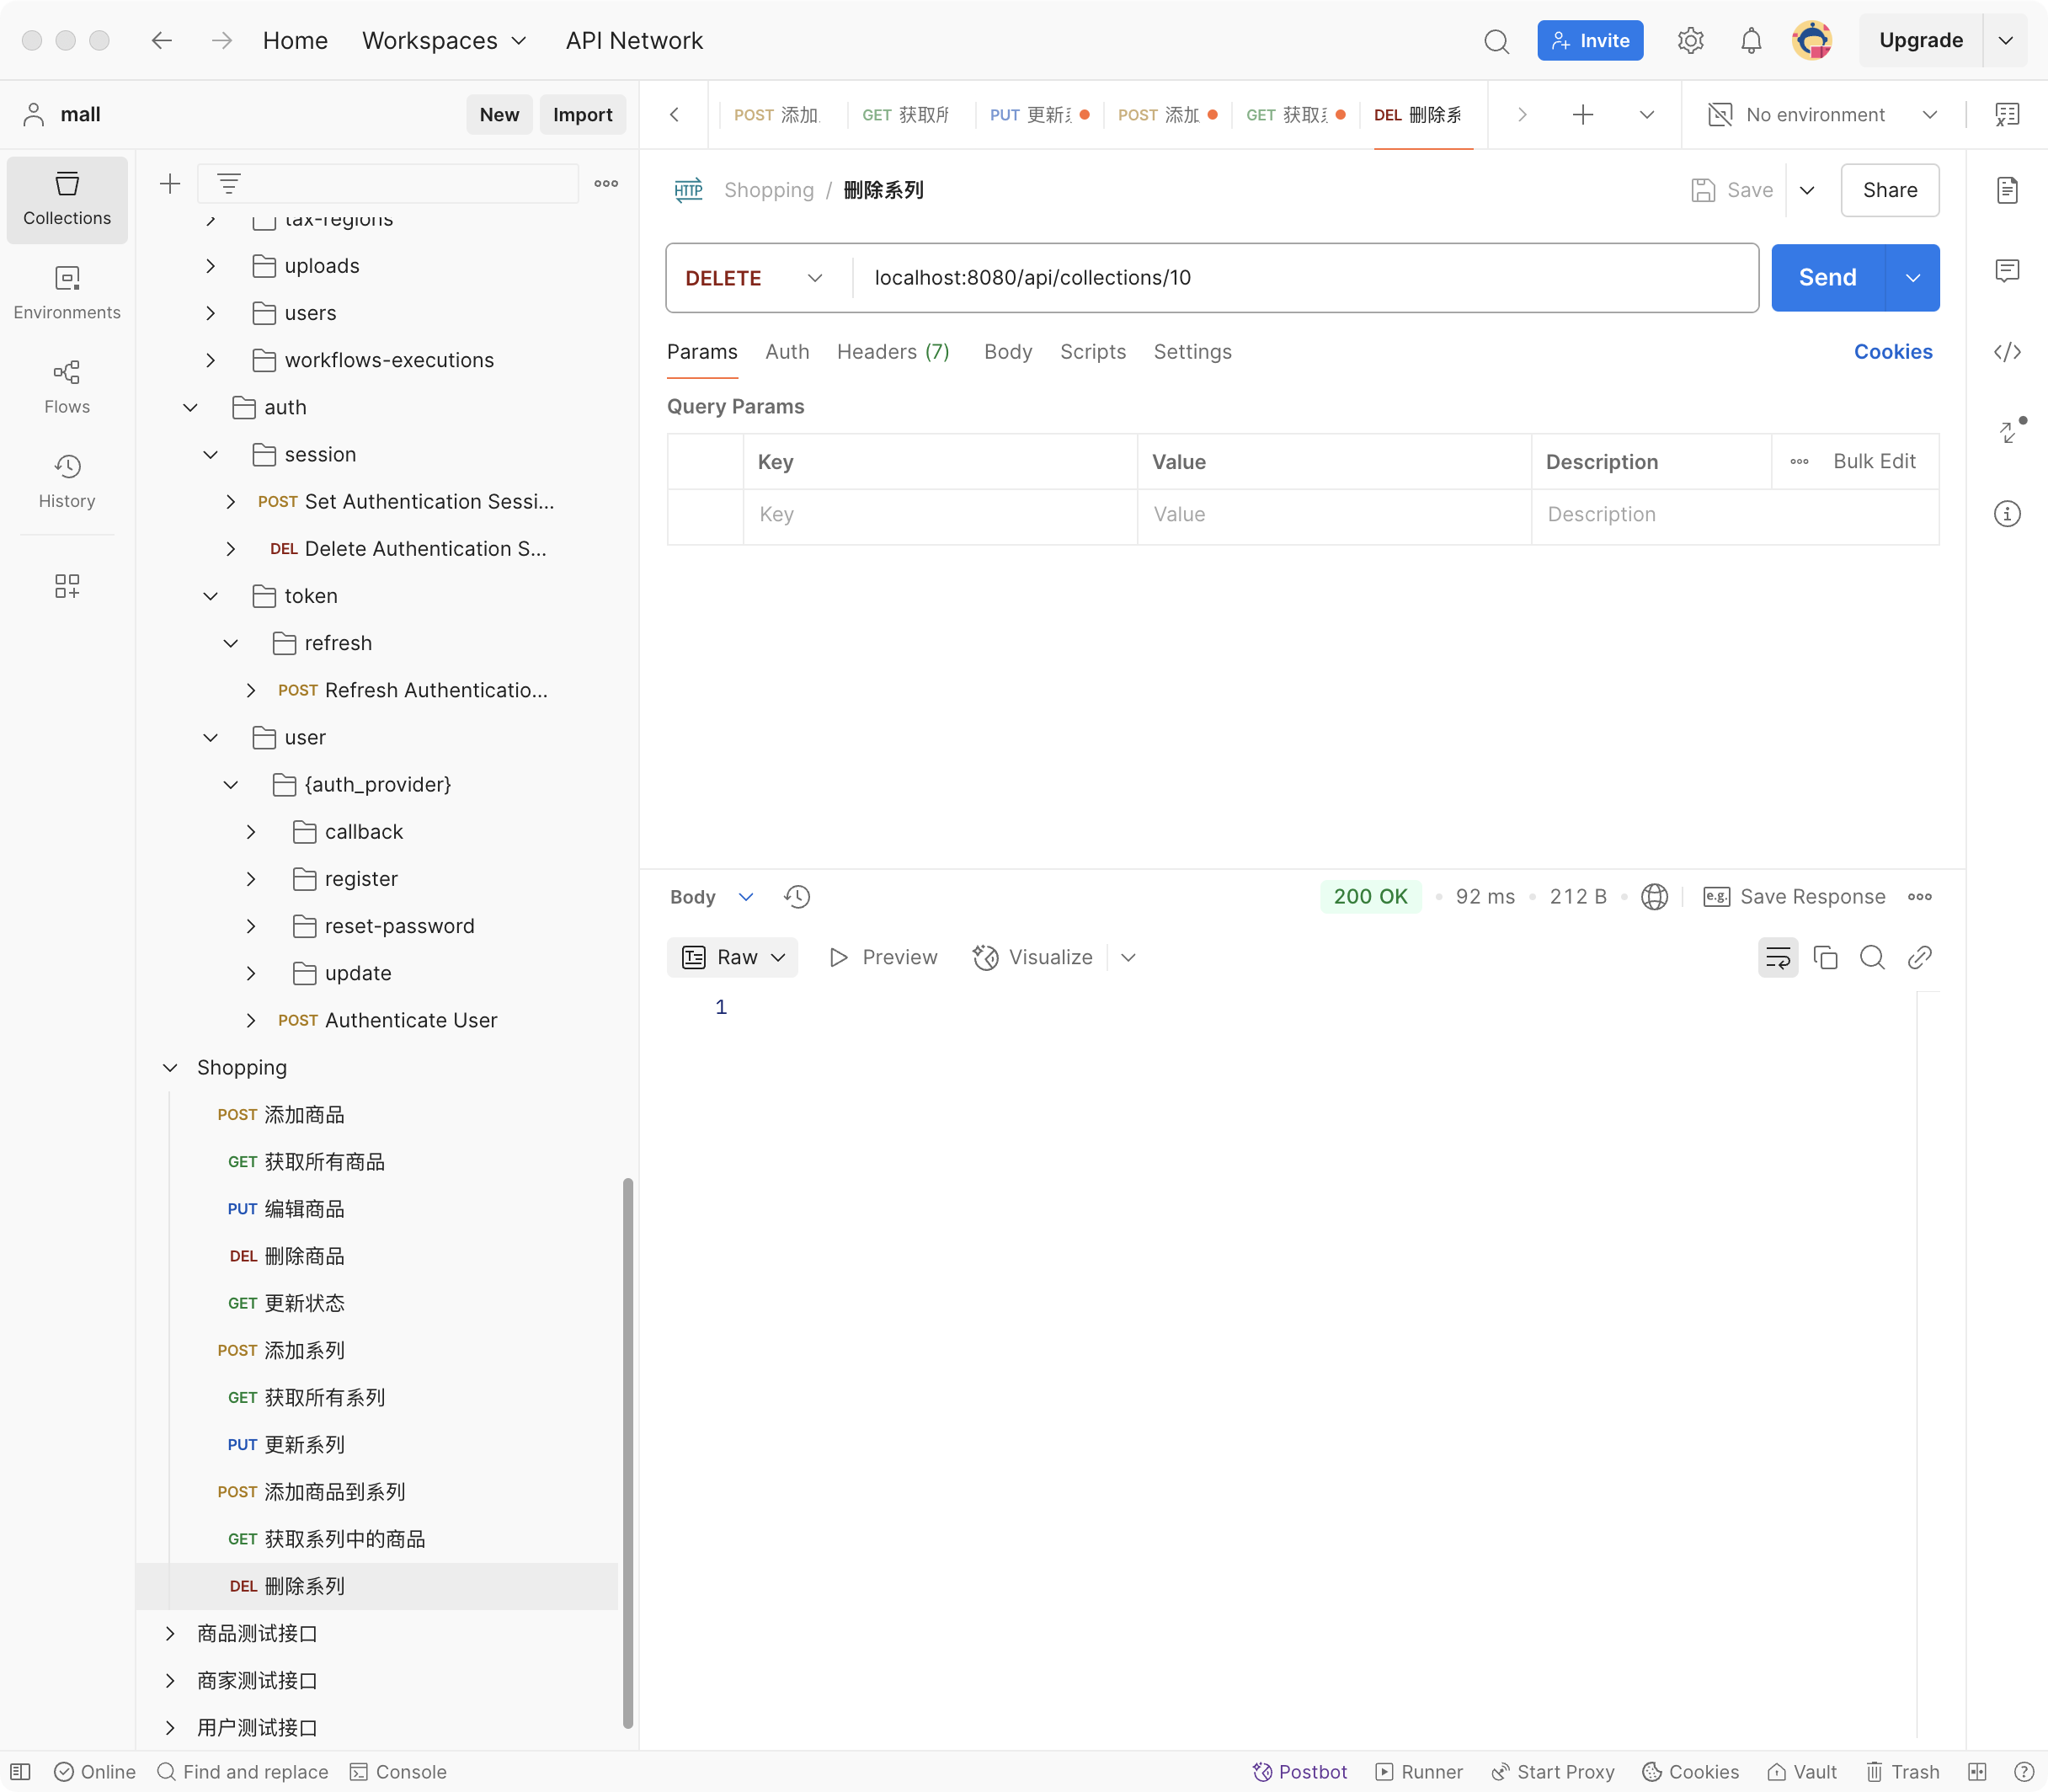 Home Workspaces API Network Invite Upgrade
mall New Import
POST 添加 GET 获取所 PUT 更新 POST 添加 GET 获取 DEL 删除系 No environment
Collections
Environments
Flows
History
tax-regions
uploads
users
workflows-executions
auth
session
POST Set Authentication Sessi...
DEL Delete Authentication S...
token
refresh
POST Refresh Authenticatio...
user
{auth_provider}
callback
register
reset-password
update
POST Authenticate User
Shopping
POST 添加商品
GET 获取所有商品
PUT 编辑商品
DEL 删除商品
GET 更新状态
POST 添加系列
GET 获取所有系列
PUT 更新系列
POST 添加商品到系列
GET 获取系列中的商品
DEL 删除系列
商品测试接口
商家测试接口
用户测试接口
HTTP Shopping / 删除系列 Save Share
DELETE localhost:8080/api/collections/10 Send
Params Auth Headers (7) Body Scripts Settings Cookies
Query Params
Key Value Description Bulk Edit
Key Value Description
Body 200 OK 92 ms 212 B e.g. Save Response
Raw Preview Visualize
1
Online Find and replace Console Postbot Runner Start Proxy Cookies Vault Trash